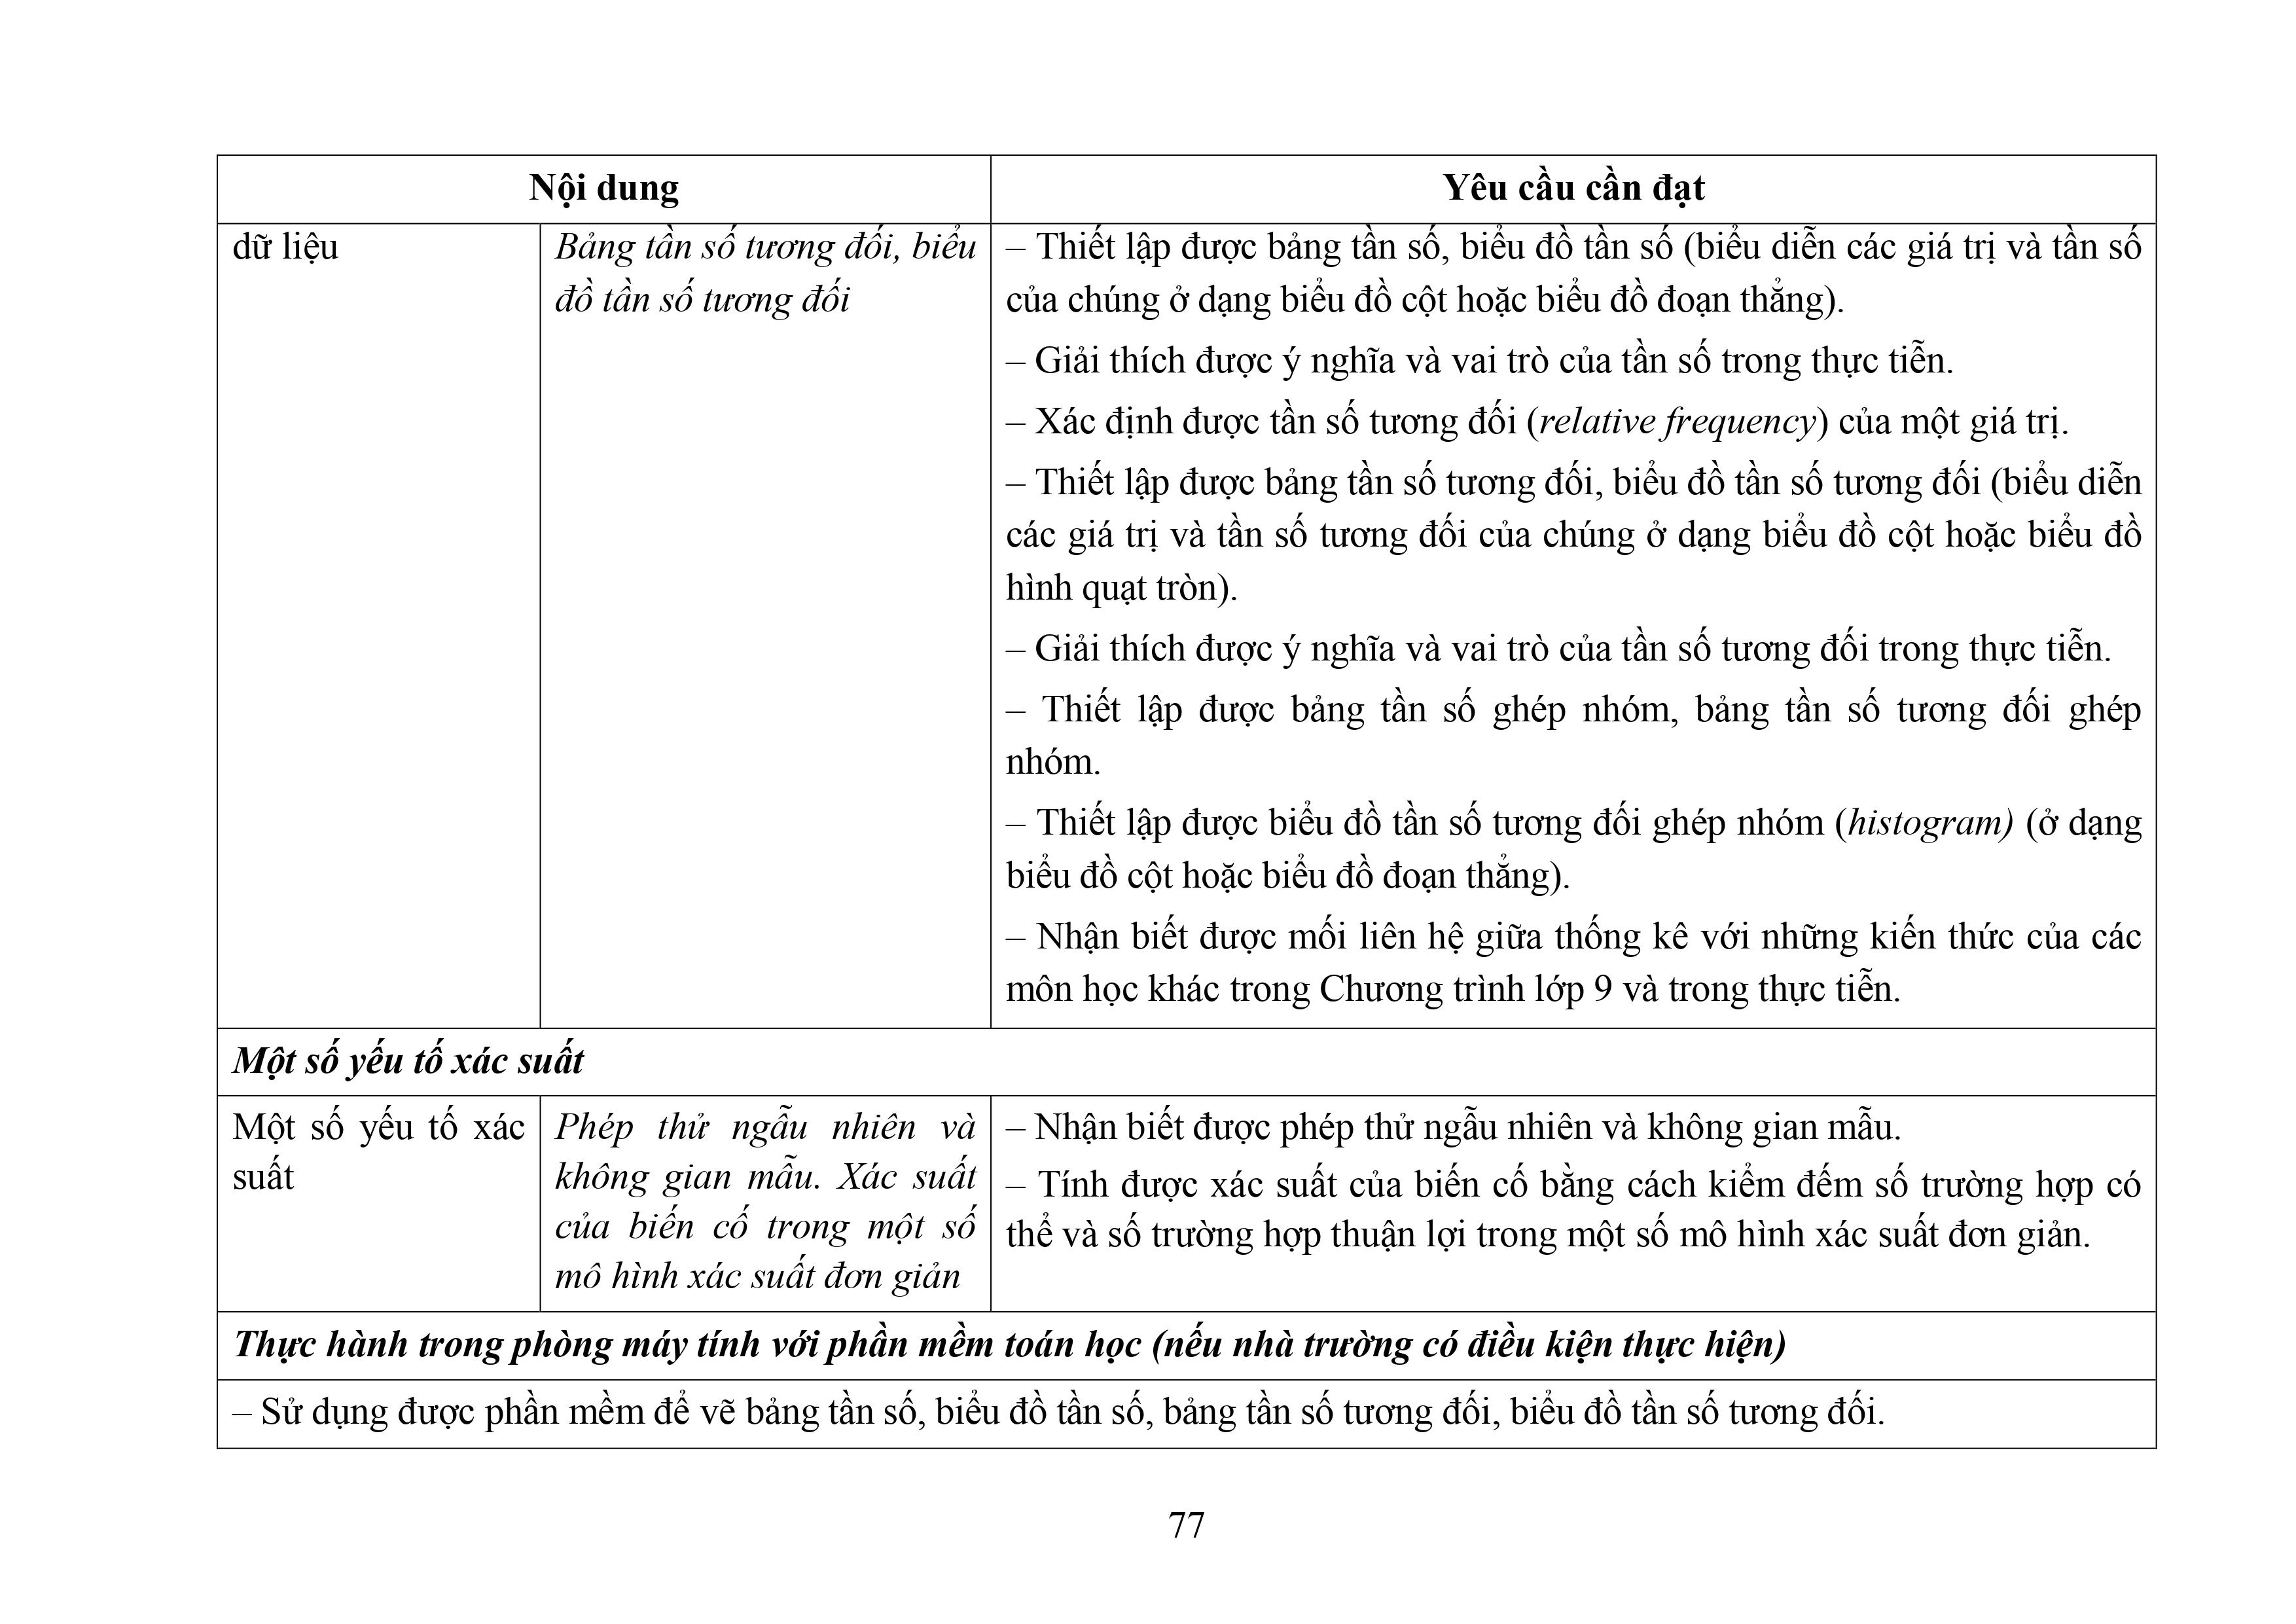 Nội dung
Yêu cầu cần đạt
dữ liệu
Bảng tần số tương đối, biểu
đồ tần số tương đối
– Thiết lập được bảng tần số, biểu đồ tần số (biểu diễn các giá trị và tần số
của chúng ở dạng biểu đồ cột hoặc biểu đồ đoạn thẳng).
– Giải thích được ý nghĩa và vai trò của tần số trong thực tiễn.
– Xác định được tần số tương đối (relative frequency) của một giá trị.
– Thiết lập được bảng tần số tương đối, biểu đồ tần số tương đối (biểu diễn
các giá trị và tần số tương đối của chúng ở dạng biểu đồ cột hoặc biểu đồ
hình quạt tròn).
– Giải thích được ý nghĩa và vai trò của tần số tương đối trong thực tiễn.
– Thiết lập được bảng tần số ghép nhóm, bảng tần số tương đối ghép
nhóm.
– Thiết lập được biểu đồ tần số tương đối ghép nhóm (histogram) (ở dạng
biểu đồ cột hoặc biểu đồ đoạn thẳng).
– Nhận biết được mối liên hệ giữa thống kê với những kiến thức của các
môn học khác trong Chương trình lớp 9 và trong thực tiễn.
Một số yếu tố xác suất
Một số yếu tố xác
suất
Phép thử ngẫu nhiên và
không gian mẫu. Xác suất
của biến cố trong một số
mô hình xác suất đơn giản
– Nhận biết được phép thử ngẫu nhiên và không gian mẫu.
– Tính được xác suất của biến cố bằng cách kiểm đếm số trường hợp có
thể và số trường hợp thuận lợi trong một số mô hình xác suất đơn giản.
Thực hành trong phòng máy tính với phần mềm toán học (nếu nhà trường có điều kiện thực hiện)
– Sử dụng được phần mềm để vẽ bảng tần số, biểu đồ tần số, bảng tần số tương đối, biểu đồ tần số tương đối.
77